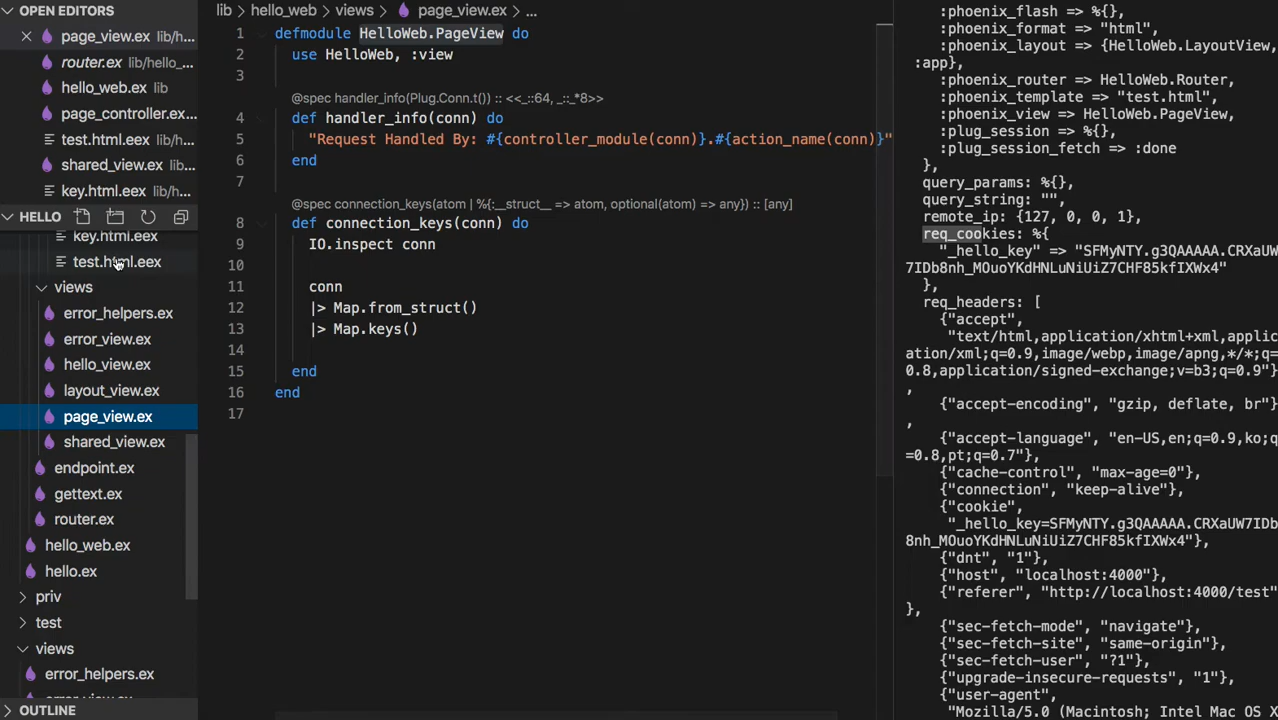 OPEN EDITORS
page_view.ex lib/h...
router.ex lib/hello_...
hello_web.ex lib
page_controller.ex...
test.html.eex lib/h...
shared_view.ex lib...
key.html.eex lib/h...
HELLO
key.html.eex
test.html.eex
views
error_helpers.ex
error_view.ex
hello_view.ex
layout_view.ex
page_view.ex
shared_view.ex
endpoint.ex
gettext.ex
router.ex
hello_web.ex
hello.ex
priv
test
views
error_helpers.ex
error_view.ex
OUTLINE
lib > hello_web > views > page_view.ex > ...
1 defmodule HelloWeb.PageView do
2 use HelloWeb, :view
3
@spec handler_info(Plug.Conn.t()) :: <<_::64, _::_*8>>
4 def handler_info(conn) do
5 "Request Handled By: #{controller_module(conn)}.#{action_name(conn)}"
6 end
7
@spec connection_keys(atom | %{:__struct__ => atom, optional(atom) => any}) :: [any]
8 def connection_keys(conn) do
9 IO.inspect conn
10
11 conn
12 |> Map.from_struct()
13 |> Map.keys()
14
15 end
16 end
17
:phoenix_flash => %{},
:phoenix_format => "html",
:phoenix_layout => {HelloWeb.LayoutView,
:app},
:phoenix_router => HelloWeb.Router,
:phoenix_template => "test.html",
:phoenix_view => HelloWeb.PageView,
:plug_session => %{},
:plug_session_fetch => :done
},
query_params: %{},
query_string: "",
remote_ip: {127, 0, 0, 1},
req_cookies: %{
"_hello_key" => "SFMyNTY.g3QAAAAA.CRXaUW
7IDb8nh_MOuoYKdHNLuNiUiZ7CHF85kfIXWx4"
},
req_headers: [
{"accept",
"text/html,application/xhtml+xml,applic
ation/xml;q=0.9,image/webp,image/apng,*/*;q=
0.8,application/signed-exchange;v=b3;q=0.9"}
,
{"accept-encoding", "gzip, deflate, br"}
,
{"accept-language", "en-US,en;q=0.9,ko;q
=0.8,pt;q=0.7"},
{"cache-control", "max-age=0"},
{"connection", "keep-alive"},
{"cookie",
"_hello_key=SFMyNTY.g3QAAAAA.CRXaUW7IDb
8nh_MOuoYKdHNLuNiUiZ7CHF85kfIXWx4"},
{"dnt", "1"},
{"host", "localhost:4000"},
{"referer", "http://localhost:4000/test"
},
{"sec-fetch-mode", "navigate"},
{"sec-fetch-site", "same-origin"},
{"sec-fetch-user", "?1"},
{"upgrade-insecure-requests", "1"},
{"user-agent",
"Mozilla/5.0 (Macintosh; Intel Mac OS X